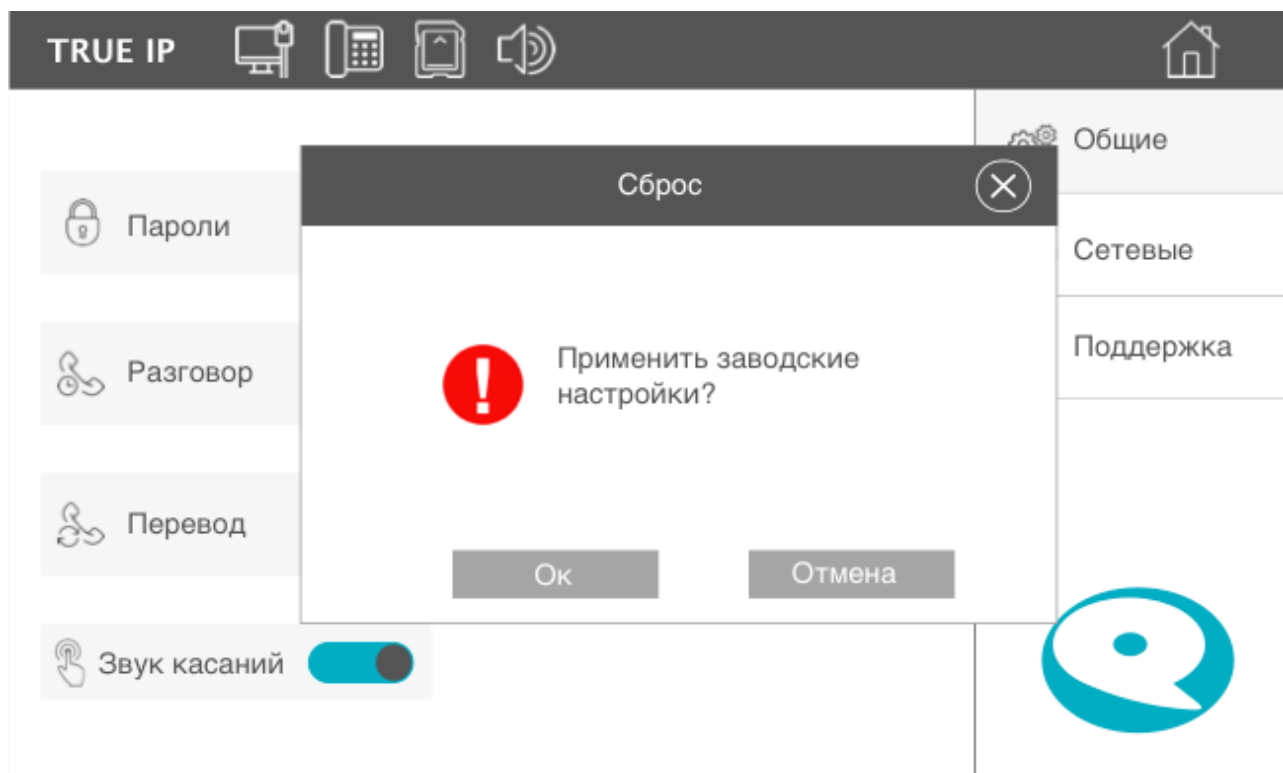 TRUE IP
Общие
Сброс
Пароли
Сетевые
Применить заводские
настройки?
Поддержка
Разговор
Перевод
Ок
Отмена
Звук касаний